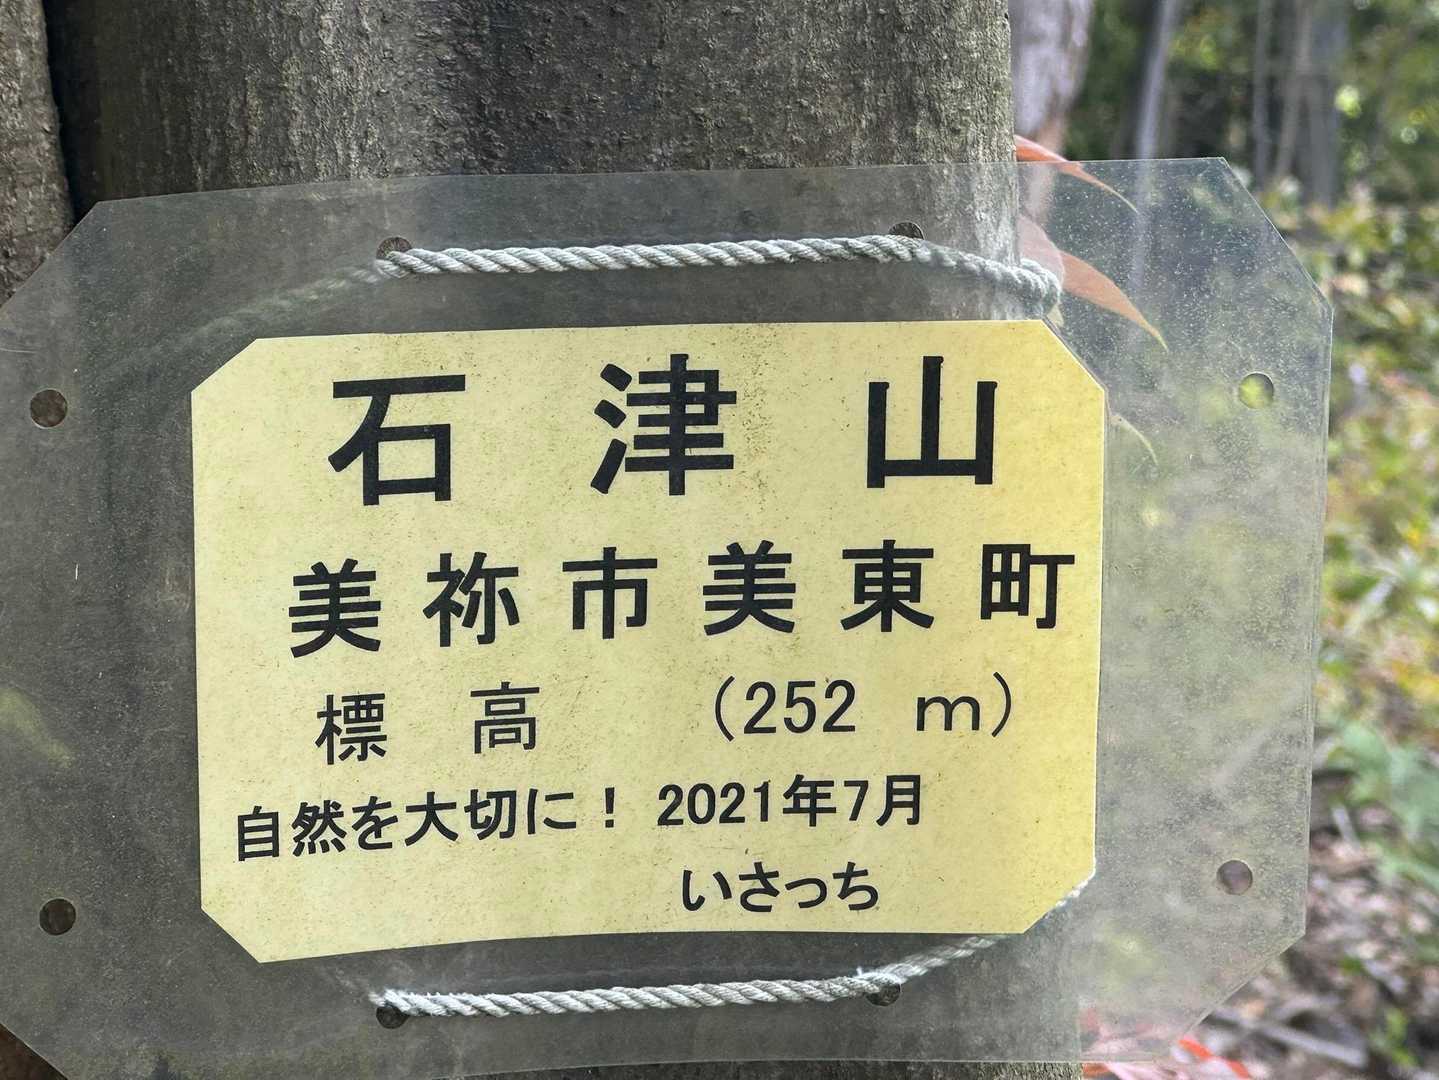 石津山
美祢市美東町
標高 （252 ｍ）
自然を大切に！ 2021年7月
いさっち